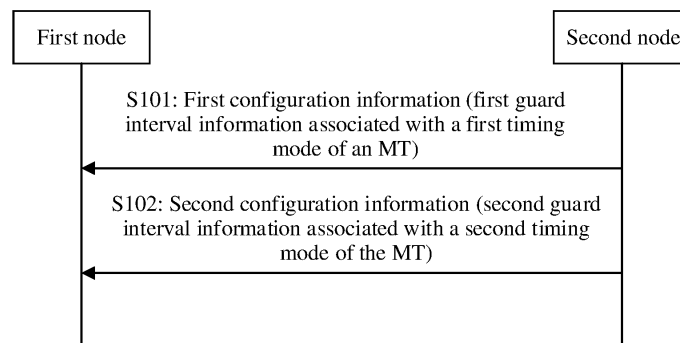 First node
Second node
S101: First configuration information (first guard
interval information associated with a first timing
mode of an MT)
S102: Second configuration information (second guard
interval information associated with a second timing
mode of the MT)